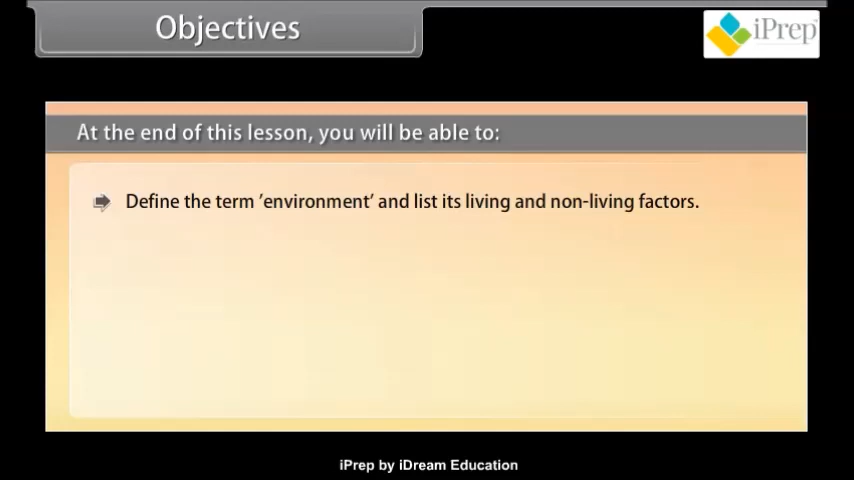 Objectives
iPrep
At the end of this lesson, you will be able to:
Define the term 'environment' and list its living and non-living factors.
iPrep by iDream Education